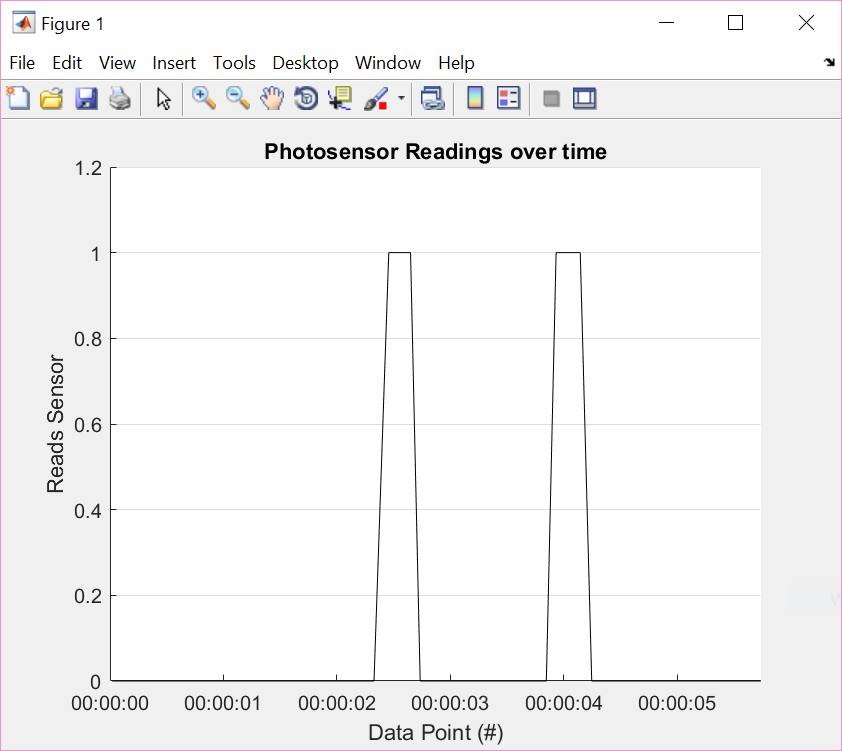 Figure 1
File Edit View Insert Tools Desktop Window Help
Photosensor Readings over time
1.2
1
0.8
0.6
0.4
0.2
0
Reads Sensor
00:00:00 00:00:01 00:00:02 00:00:03 00:00:04 00:00:05
Data Point (#)